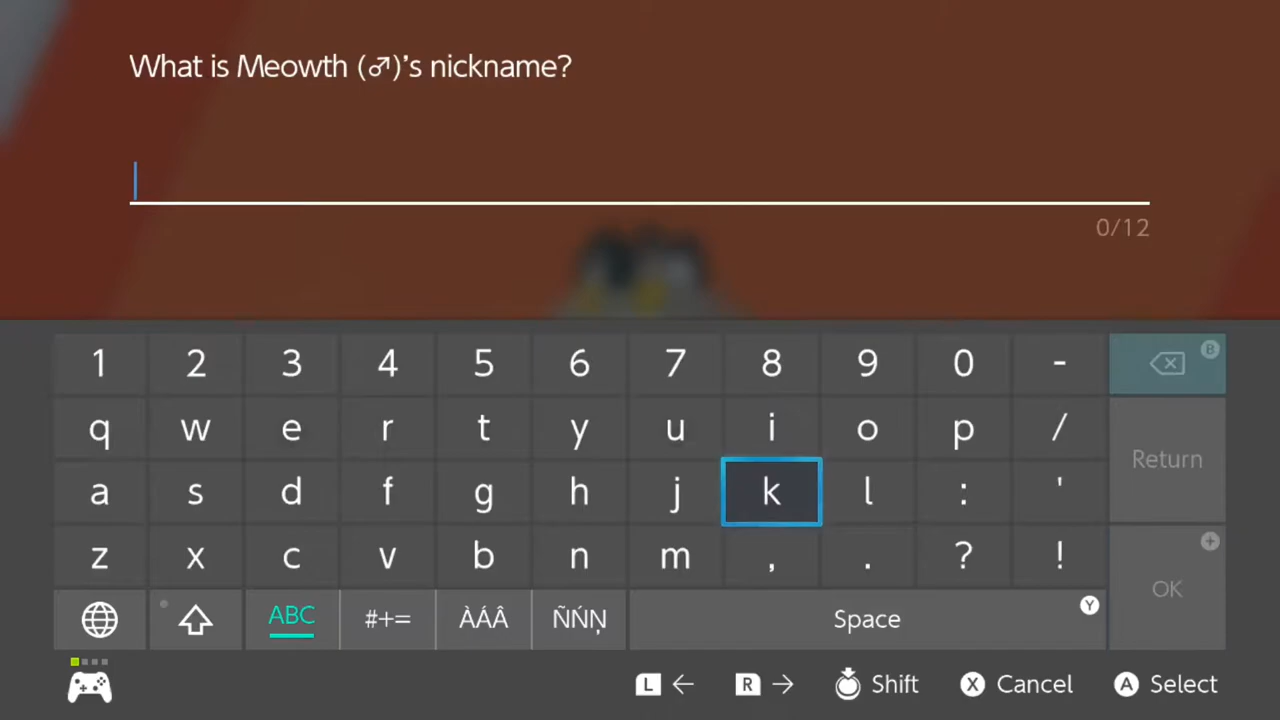 What is Meowth (♂)'s nickname?
0/12
1 2 3 4 5 6 7 8 9 0 - B
q w e r t y u i o p /
Return
a s d f g h j k l : '
z x c v b n m , . ? ! +
OK
ABC #+= ÀÁÂ ÑŃŅ Space Y
L ← R → Shift X Cancel A Select